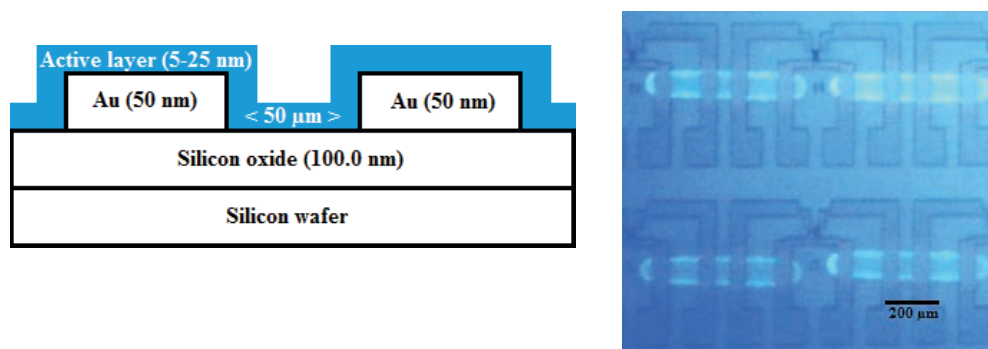 Active layer (5-25 nm)
Au (50 nm)
Au (50 nm)
< 50 µm >
Silicon oxide (100.0 nm)
Silicon wafer
200 µm